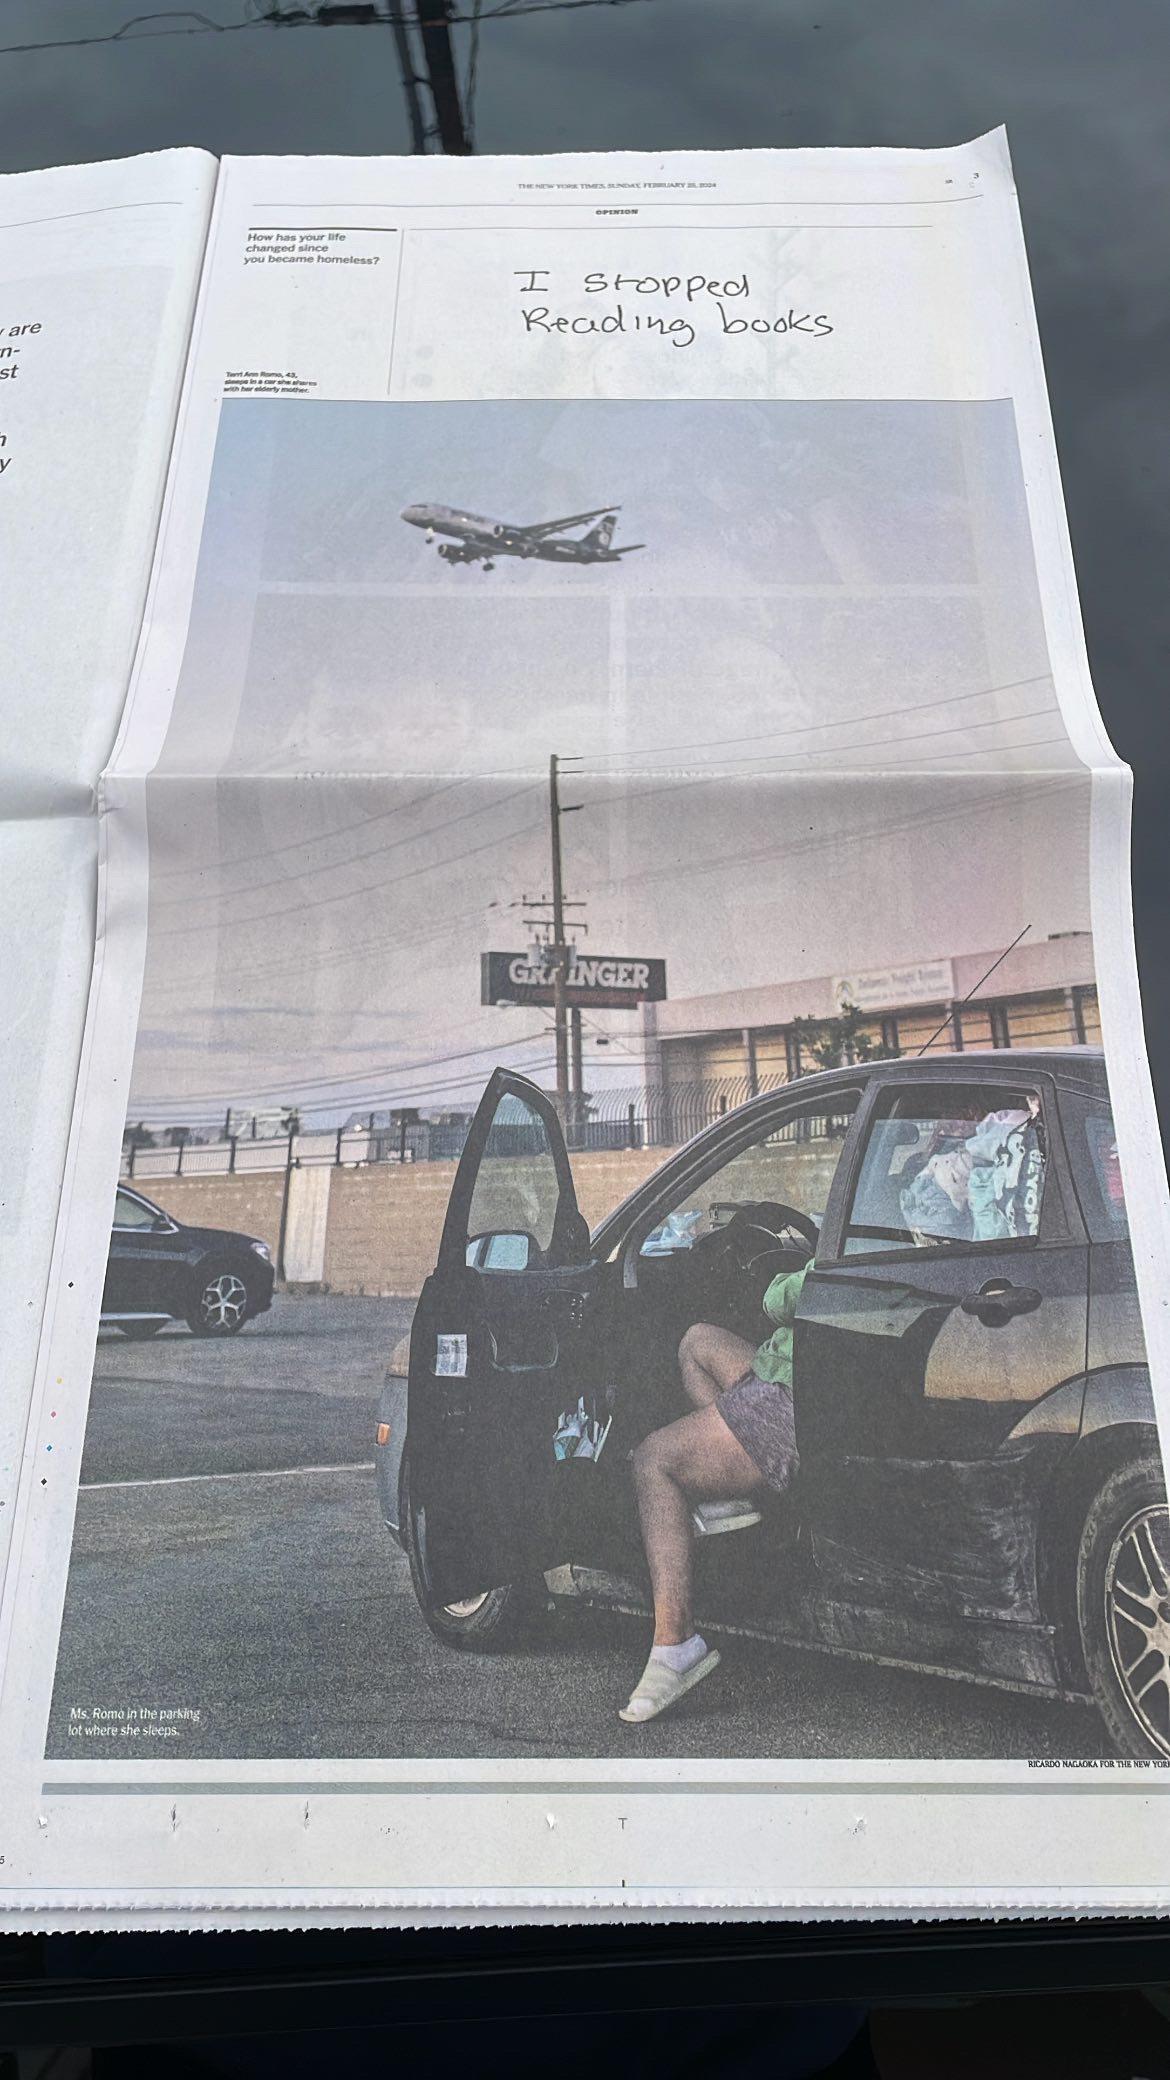 THE NEW YORK TIMES, SUNDAY, FEBRUARY 25, 2024
SR
3
OPINION
How has your life
changed since
you became homeless?
I stopped
Reading books
Terri Ann Romo, 43,
sleeps in a car she shares
with her elderly mother.
are
n-
st
h
y
GRAINGER
Ms. Romo in the parking
lot where she sleeps.
RICARDO NAGAOKA FOR THE NEW YORK
T
5